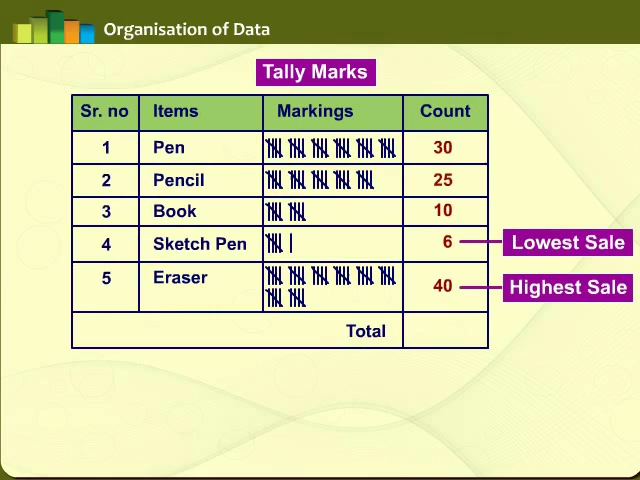 Organisation of Data
Tally Marks
Sr. no Items Markings Count
1 Pen 30
2 Pencil 25
3 Book 10
4 Sketch Pen 6 Lowest Sale
5 Eraser 40 Highest Sale
Total